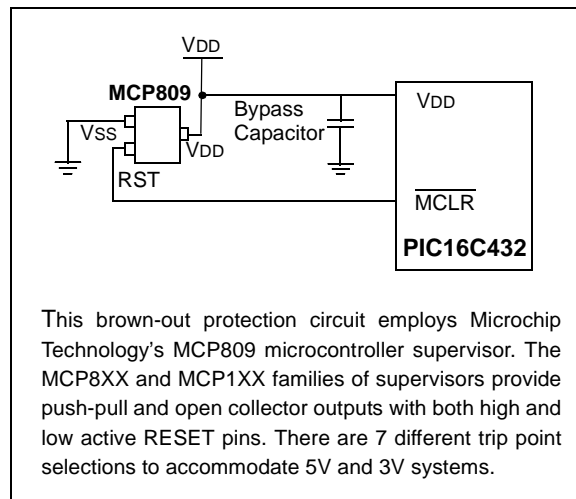 VDD
MCP809
Bypass
Capacitor
VDD
VSS
VDD
RST
MCLR
PIC16C432
This brown-out protection circuit employs Microchip
Technology's MCP809 microcontroller supervisor. The
MCP8XX and MCP1XX families of supervisors provide
push-pull and open collector outputs with both high and
low active RESET pins. There are 7 different trip point
selections to accommodate 5V and 3V systems.